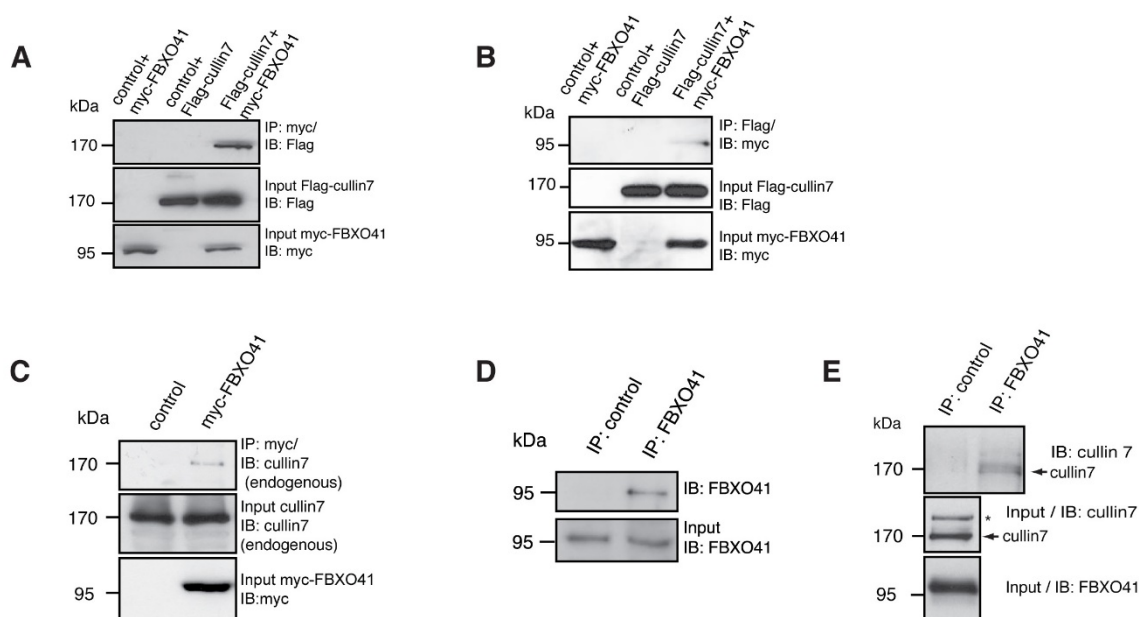 A
control+
myc-FBXO41
control+
Flag-cullin7
Flag-cullin7+
myc-FBXO41
kDa
170
IP: myc/
IB: Flag
170
Input Flag-cullin7
IB: Flag
95
Input myc-FBXO41
IB: myc
B
control+
myc-FBXO41
control+
Flag-cullin7
Flag-cullin7+
myc-FBXO41
kDa
95
IP: Flag/
IB: myc
170
Input Flag-cullin7
IB: Flag
95
Input myc-FBXO41
IB: myc
C
control
myc-FBXO41
kDa
170
IP: myc/
IB: cullin7
(endogenous)
170
Input cullin7
IB: cullin7
(endogenous)
95
Input myc-FBXO41
IB:myc
D
IP: control
IP: FBXO41
kDa
95
IB: FBXO41
95
Input
IB: FBXO41
E
IP: control
IP: FBXO41
kDa
IB: cullin 7
170
cullin7
* Input / IB: cullin7
170
cullin7
95
Input / IB: FBXO41